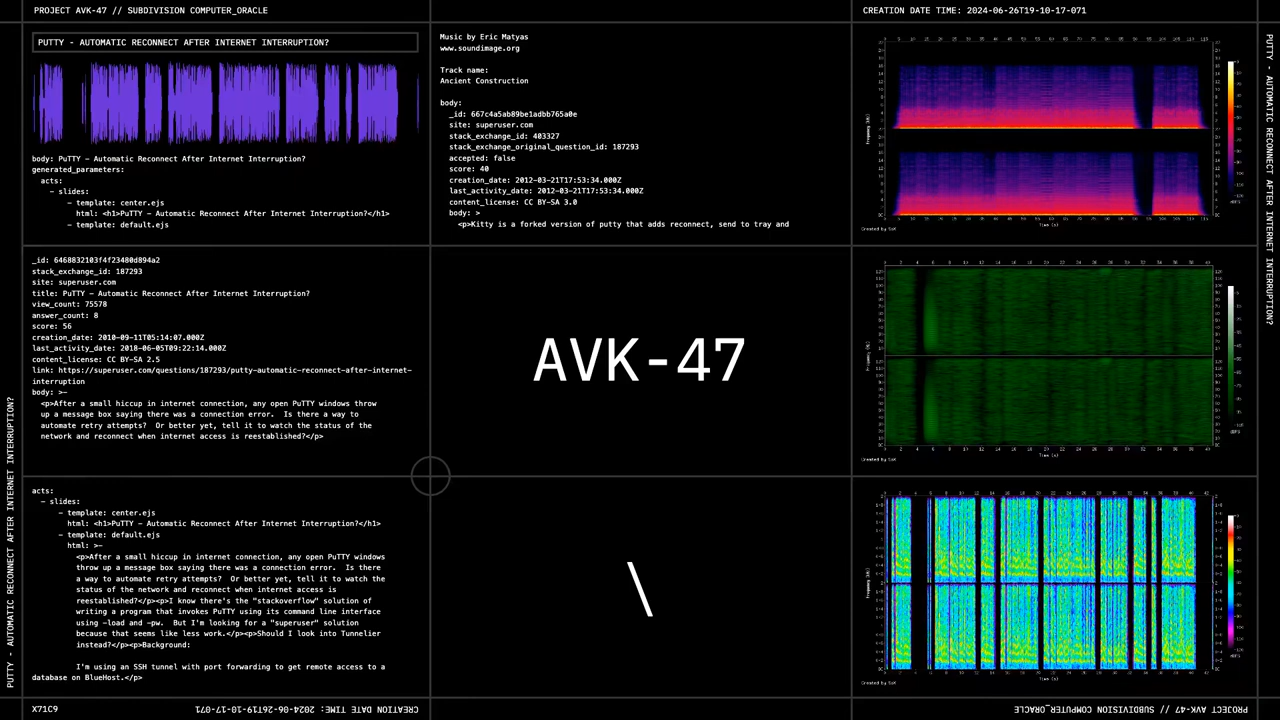 PROJECT AVK-47 // SUBDIVISION COMPUTER_ORACLE
CREATION DATE TIME: 2024-06-26T19-10-17-071
PUTTY - AUTOMATIC RECONNECT AFTER INTERNET INTERRUPTION?
body: PuTTY - Automatic Reconnect After Internet Interruption?
generated_parameters:
acts:
- slides:
- template: center.ejs
html: <h1>PuTTY - Automatic Reconnect After Internet Interruption?</h1>
- template: default.ejs
Music by Eric Matyas
www.soundimage.org
Track name:
Ancient Construction
body:
_id: 667c4a5ab89be1adbb765a0e
site: superuser.com
stack_exchange_id: 403327
stack_exchange_original_question_id: 187293
accepted: false
score: 40
creation_date: 2012-03-21T17:53:34.000Z
last_activity_date: 2012-03-21T17:53:34.000Z
content_license: CC BY-SA 3.0
body: >
<p>Kitty is a forked version of putty that adds reconnect, send to tray and
Frequency (kHz)
Time (s)
dBFS
Created by SoX
PUTTY - AUTOMATIC RECONNECT AFTER INTERNET INTERRUPTION?
_id: 6468832103f4f23480d894a2
stack_exchange_id: 187293
site: superuser.com
title: PuTTY - Automatic Reconnect After Internet Interruption?
view_count: 75578
answer_count: 8
score: 56
creation_date: 2010-09-11T05:14:07.000Z
last_activity_date: 2018-06-05T09:22:14.000Z
content_license: CC BY-SA 2.5
link: https://superuser.com/questions/187293/putty-automatic-reconnect-after-internet-
interruption
body: >-
<p>After a small hiccup in internet connection, any open PuTTY windows throw
up a message box saying there was a connection error.  Is there a way to
automate retry attempts?  Or better yet, tell it to watch the status of the
network and reconnect when internet access is reestablished?</p>
AVK-47
Time (s)
dBFS
Created by SoX
acts:
- slides:
- template: center.ejs
html: <h1>PuTTY - Automatic Reconnect After Internet Interruption?</h1>
- template: default.ejs
html: >-
<p>After a small hiccup in internet connection, any open PuTTY windows
throw up a message box saying there was a connection error.  Is there
a way to automate retry attempts?  Or better yet, tell it to watch the
status of the network and reconnect when internet access is
reestablished?</p><p>I know there's the "stackoverflow" solution of
writing a program that invokes PuTTY using its command line interface
using -load and -pw.  But I'm looking for a "superuser" solution
because that seems like less work.</p><p>Should I look into Tunnelier
instead?</p><p>Background:
I'm using an SSH tunnel with port forwarding to get remote access to a
database on BlueHost.</p>
\
Time (s)
dBFS
Created by SoX
PUTTY - AUTOMATIC RECONNECT AFTER INTERNET INTERRUPTION?
X71C9
CREATION DATE TIME: 2024-06-26T19-10-17-071
PROJECT AVK-47 // SUBDIVISION COMPUTER_ORACLE